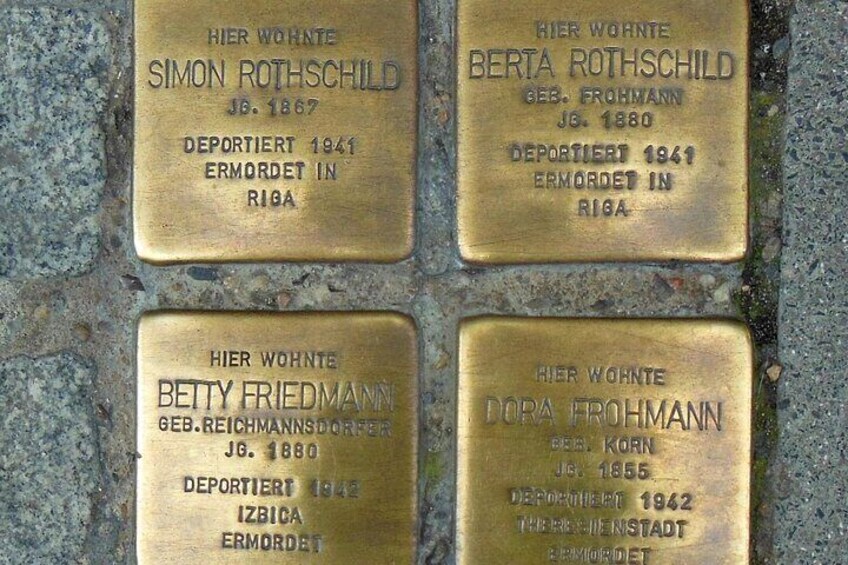 HIER WOHNTE
SIMON ROTHSCHILD
JG. 1867
DEPORTIERT 1941
ERMORDET IN
RIGA
HIER WOHNTE
BERTA ROTHSCHILD
GEB. FROHMANN
JG. 1880
DEPORTIERT 1941
ERMORDET IN
RIGA
HIER WOHNTE
BETTY FRIEDMANN
GEB. REICHMANNSDORFER
JG. 1880
DEPORTIERT 1942
IZBICA
ERMORDET
HIER WOHNTE
DORA FROHMANN
GEB. KORN
JG. 1855
DEPORTIERT 1942
THERESIENSTADT
ERMORDET